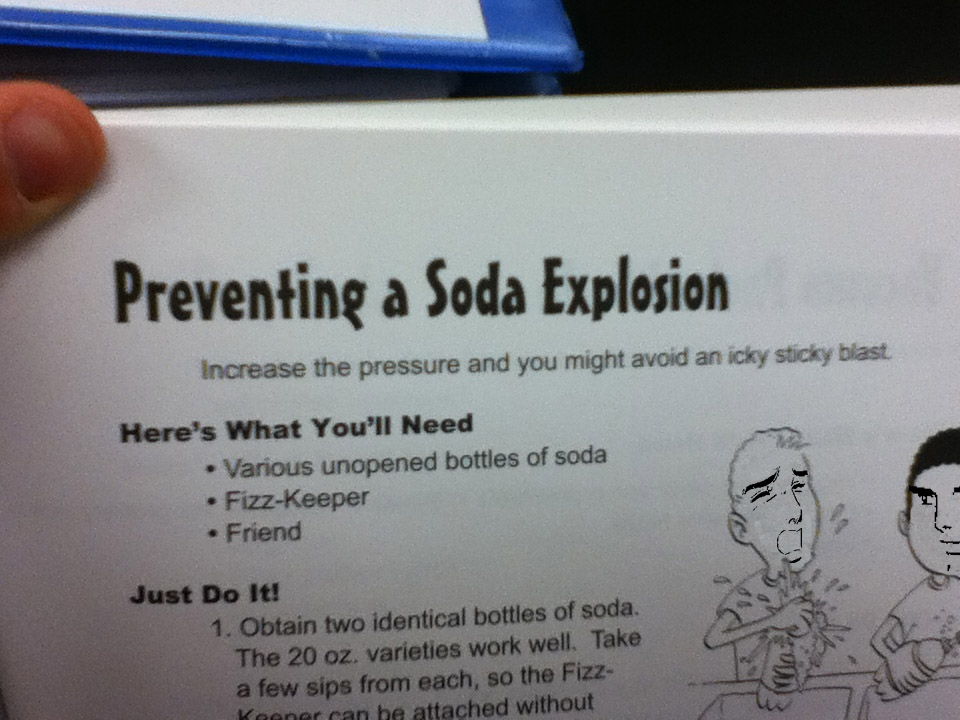 Preventing a Soda Explosion
Increase the pressure and you might avoid an icky sticky blast.
Here's What You'll Need
• Various unopened bottles of soda
• Fizz-Keeper
• Friend
Just Do It!
1. Obtain two identical bottles of soda.
The 20 oz. varieties work well. Take
a few sips from each, so the Fizz-
Keeper can be attached without